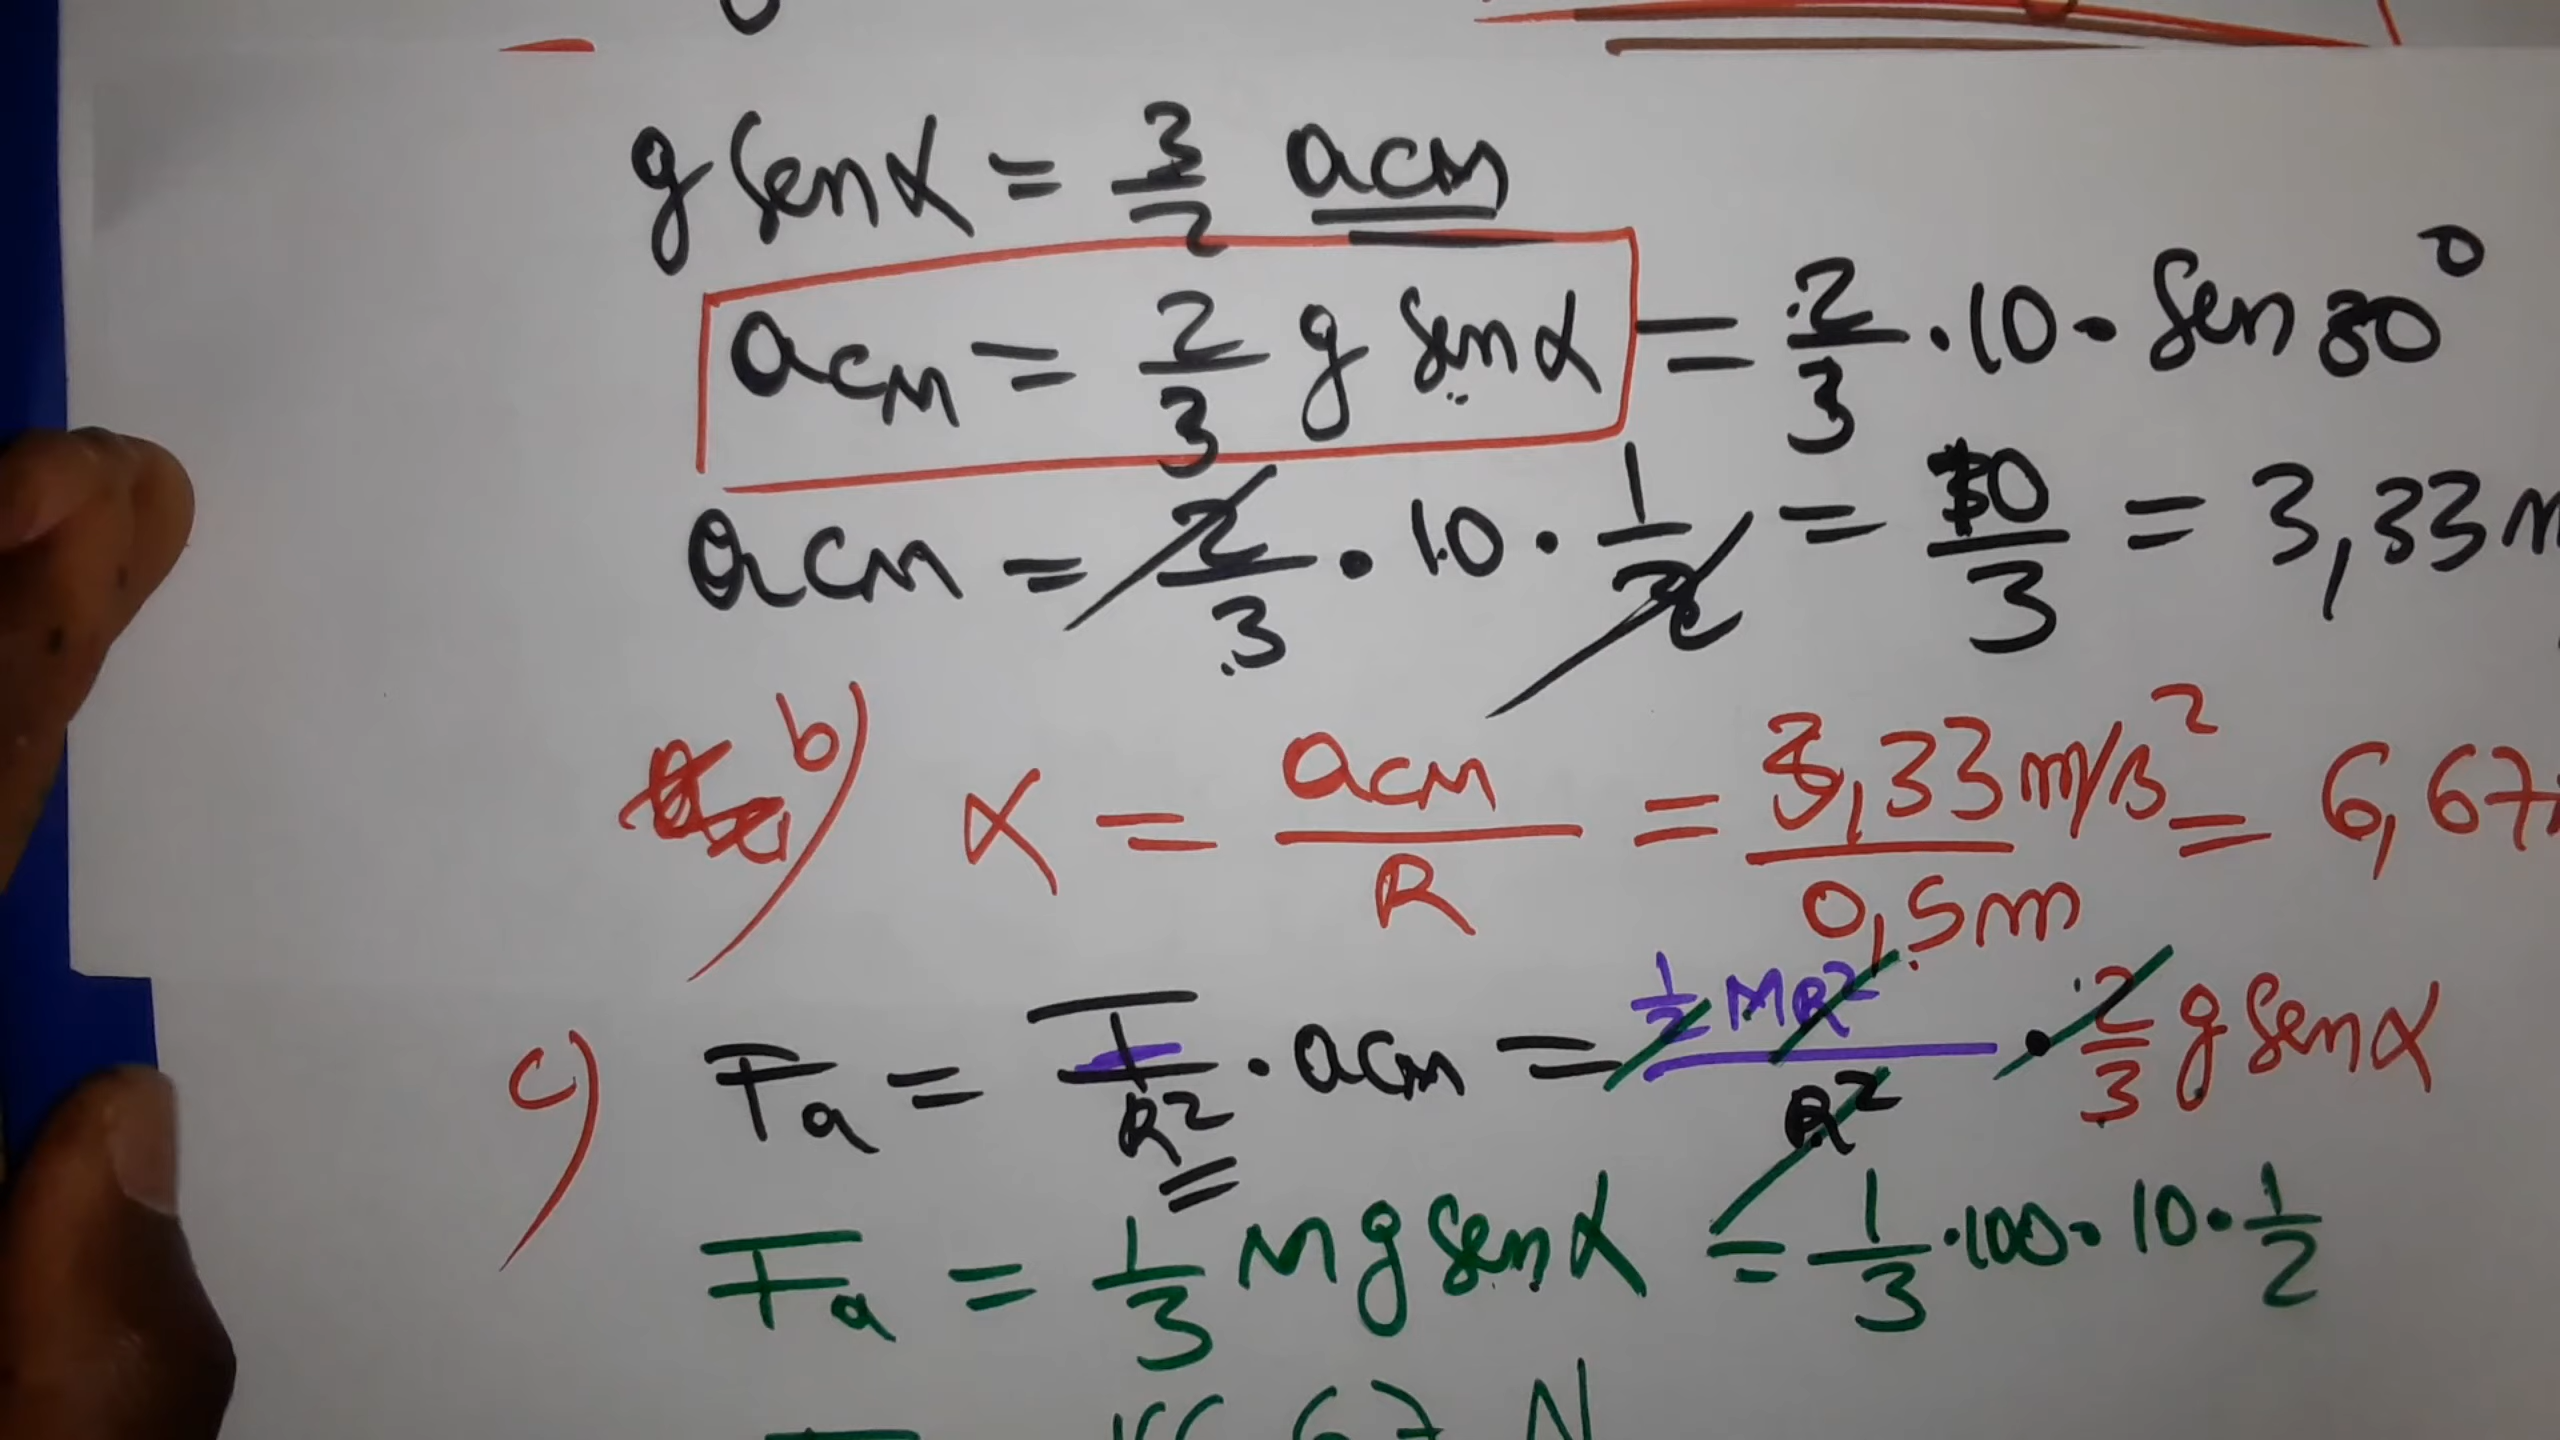 g sen α = 3/2 acm
acm = 2/3 g sen α = 2/3 · 10 · sen 30°
acm = 2/3 · 10 · 1/2 = 10/3 = 3,33 m
b) α = acm/R = 3,33 m/s² / 0,5m = 6,67
c) Fa = I/R² · acm = 1/2 MR² / R² · 2/3 g sen α
Fa = 1/3 M g sen α = 1/3 · 100 · 10 · 1/2
67 N